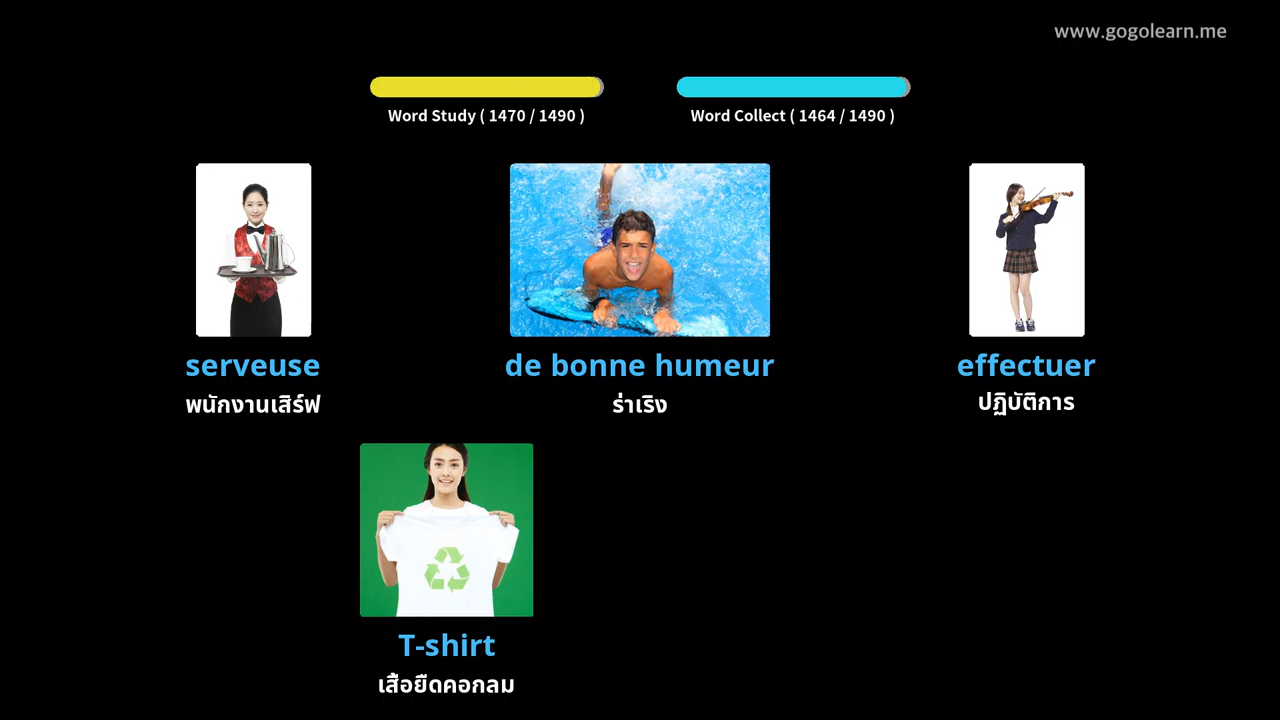 www.gogolearn.me
Word Study ( 1470 / 1490 )
Word Collect ( 1464 / 1490 )
serveuse
de bonne humeur
effectuer
พนักงานเสิร์ฟ
ร่าเริง
ปฏิบัติการ
T-shirt
เสื้อยืดคอกลม